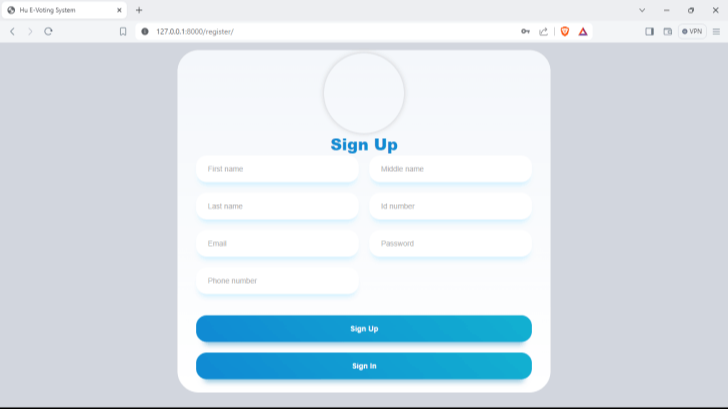 Hu E-Voting System
127.0.0.1:8000/register/
VPN
Sign Up
First name
Middle name
Last name
Id number
Email
Password
Phone number
Sign Up
Sign In